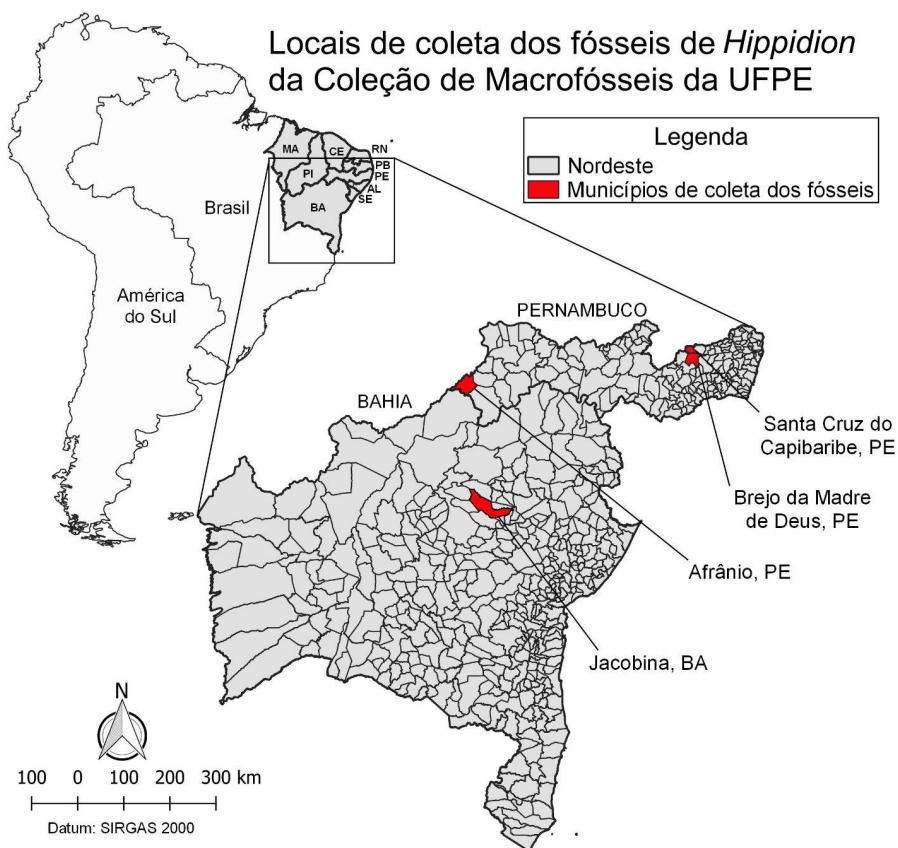 Locais de coleta dos fósseis de Hippidion
da Coleção de Macrofósseis da UFPE
Legenda
Nordeste
Municípios de coleta dos fósseis
MA
CE
RN
PB
PI
PE
AL
SE
BA
Brasil
América
do Sul
PERNAMBUCO
BAHIA
Santa Cruz do
Capibaribe, PE
Brejo da Madre
de Deus, PE
Afrânio, PE
Jacobina, BA
N
100 0 100 200 300 km
Datum: SIRGAS 2000